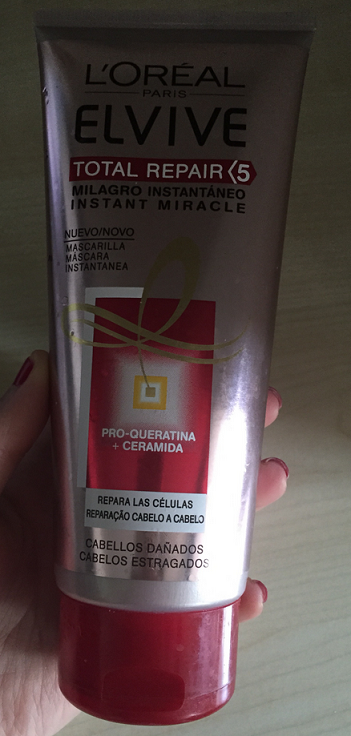 L'ORÉAL
PARIS
ELVIVE
TOTAL REPAIR 5
MILAGRO INSTANTÁNEO
INSTANT MIRACLE
NUEVO/NOVO
MASCARILLA
MÁSCARA
INSTANTANEA
PRO-QUERATINA
+ CERAMIDA
REPARA LAS CÉLULAS
REPARAÇÃO CABELO A CABELO
CABELLOS DAÑADOS
CABELOS ESTRAGADOS